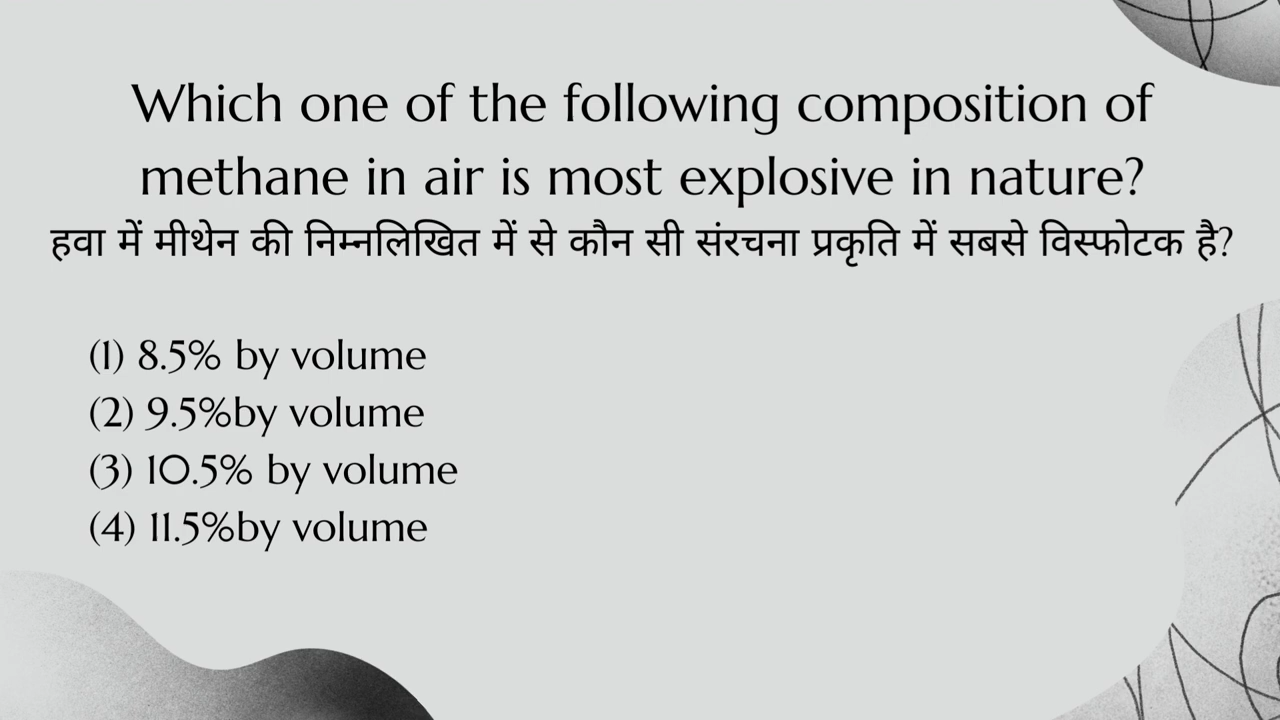 Which one of the following composition of
methane in air is most explosive in nature?
हवा में मीथेन की निम्नलिखित में से कौन सी संरचना प्रकृति में सबसे विस्फोटक है?
(1) 8.5% by volume
(2) 9.5%by volume
(3) 10.5% by volume
(4) 11.5%by volume